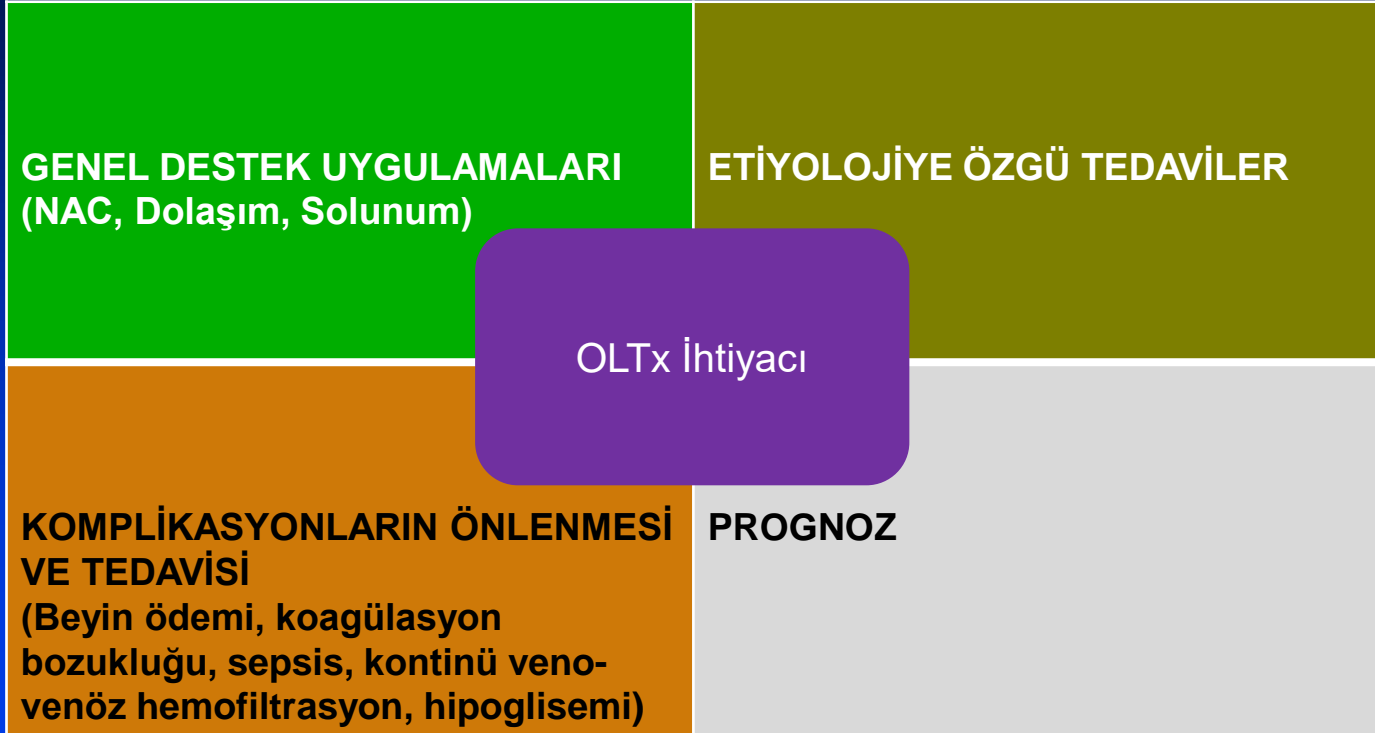 GENEL DESTEK UYGULAMALARI
(NAC, Dolaşım, Solunum)
ETİYOLOJİYE ÖZGÜ TEDAVİLER
OLTx İhtiyacı
KOMPLİKASYONLARIN ÖNLENMESİ
VE TEDAVİSİ
(Beyin ödemi, koagülasyon
bozukluğu, sepsis, kontinü veno-
venöz hemofiltrasyon, hipoglisemi)
PROGNOZ